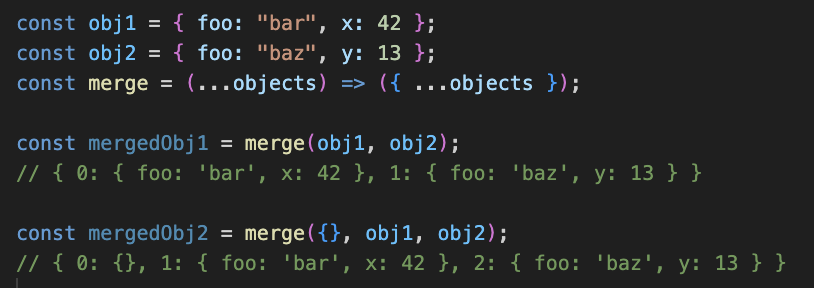 const obj1 = { foo: "bar", x: 42 };
const obj2 = { foo: "baz", y: 13 };
const merge = (...objects) => ({ ...objects });
const mergedObj1 = merge(obj1, obj2);
// { 0: { foo: 'bar', x: 42 }, 1: { foo: 'baz', y: 13 } }
const mergedObj2 = merge({}, obj1, obj2);
// { 0: {}, 1: { foo: 'bar', x: 42 }, 2: { foo: 'baz', y: 13 } }